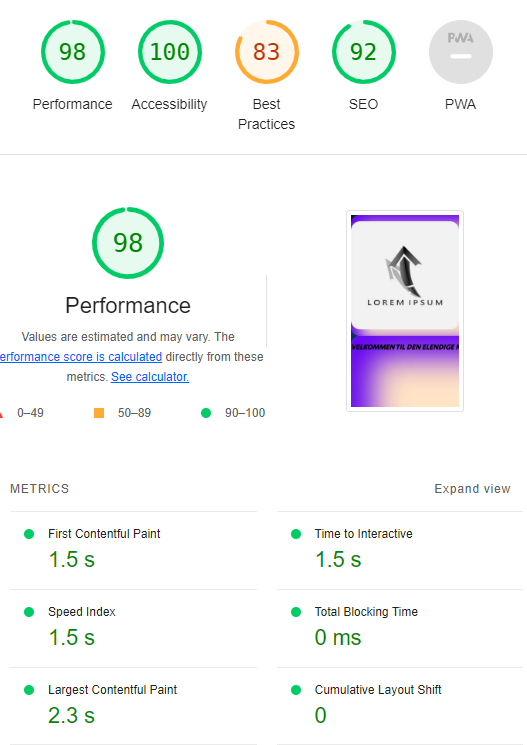 98
100
83
92
PWA
Performance
Accessibility
Best
Practices
SEO
PWA
98
Performance
Values are estimated and may vary. The
erformance score is calculated directly from these
metrics. See calculator.
0–49
50–89
90–100
LOREM IPSUM
VELKOMMEN TIL DEN ELENDIGE
METRICS
Expand view
First Contentful Paint
1.5 s
Time to Interactive
1.5 s
Speed Index
1.5 s
Total Blocking Time
0 ms
Largest Contentful Paint
2.3 s
Cumulative Layout Shift
0